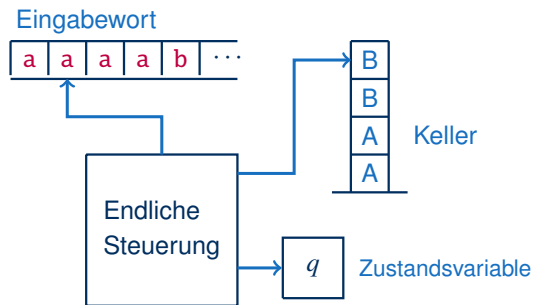 Eingabewort
a a a a b ···
B
B
A
A
Keller
Endliche
Steuerung
q
Zustandsvariable